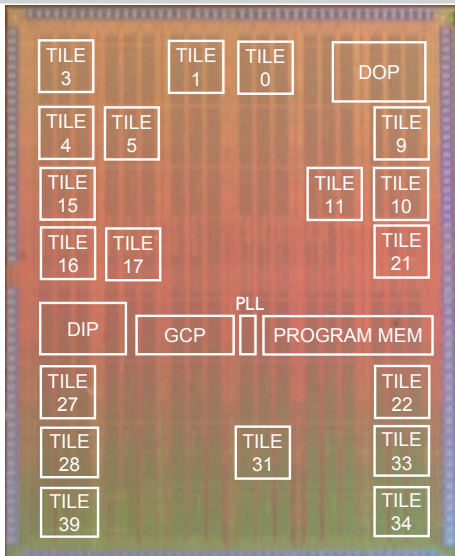 TILE
3
TILE
1
TILE
0
DOP
TILE
4
TILE
5
TILE
9
TILE
15
TILE
11
TILE
10
TILE
16
TILE
17
TILE
21
PLL
DIP
GCP
PROGRAM MEM
TILE
27
TILE
22
TILE
28
TILE
31
TILE
33
TILE
39
TILE
34